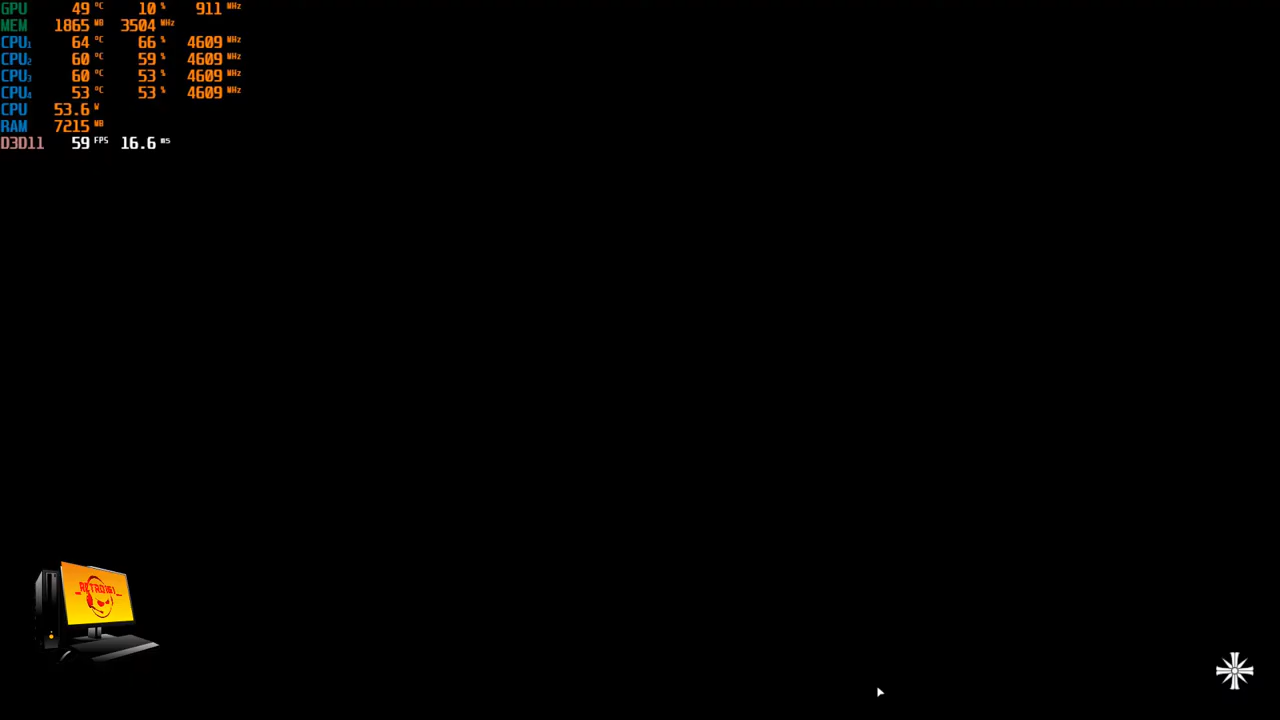 GPU 49 °C 10 % 911 MHz
MEM 1865 MB 3504 MHz
CPU1 64 °C 66 % 4609 MHz
CPU2 60 °C 59 % 4609 MHz
CPU3 60 °C 53 % 4609 MHz
CPU4 53 °C 53 % 4609 MHz
CPU 53.6 W
RAM 7215 MB
D3D11 59 FPS 16.6 ms